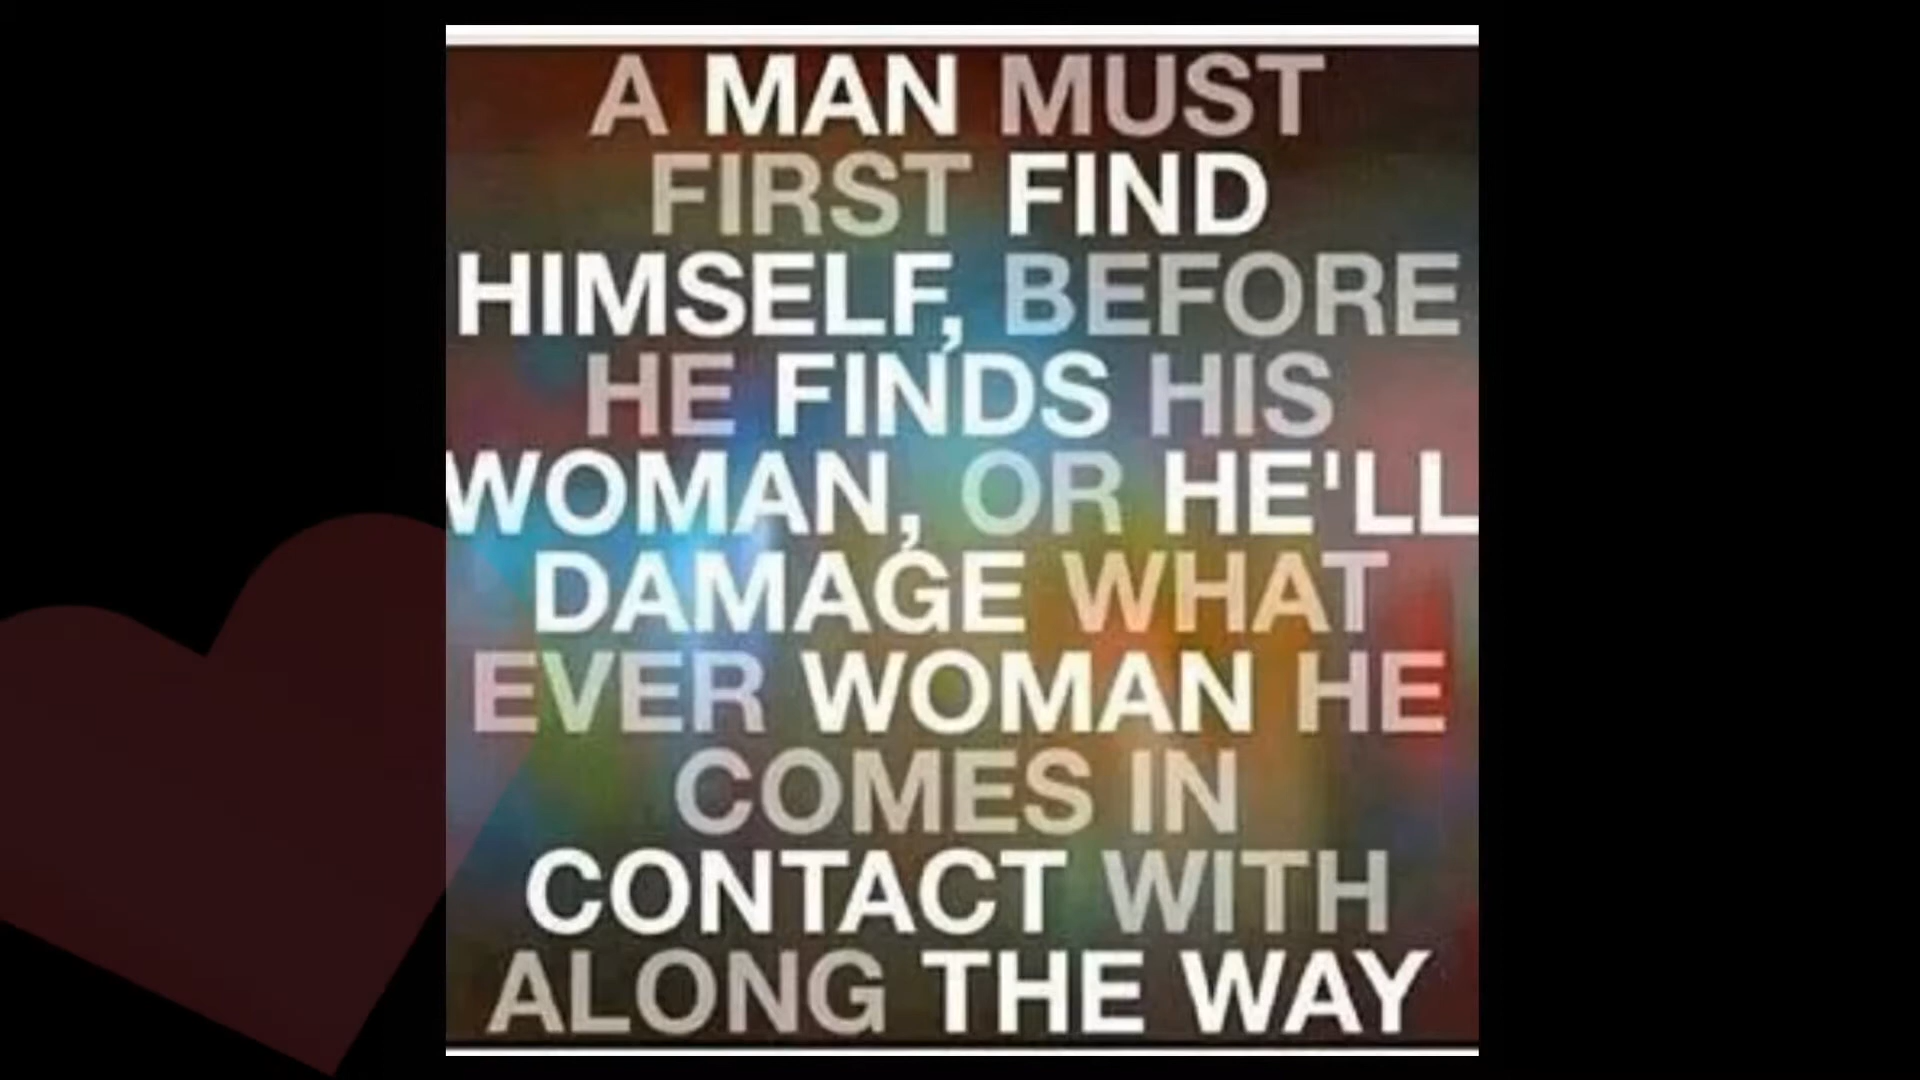 A MAN MUST
FIRST FIND
HIMSELF, BEFORE
HE FINDS HIS
WOMAN, OR HE'LL
DAMAGE WHAT
EVER WOMAN HE
COMES IN
CONTACT WITH
ALONG THE WAY